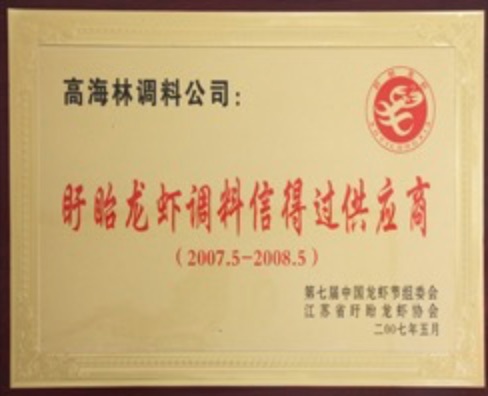 高海林调料公司：
盱眙龙虾调料信得过供应商
（2007.5-2008.5）
第七届中国龙虾节组委会
江苏省盱眙龙虾协会
二00七年五月